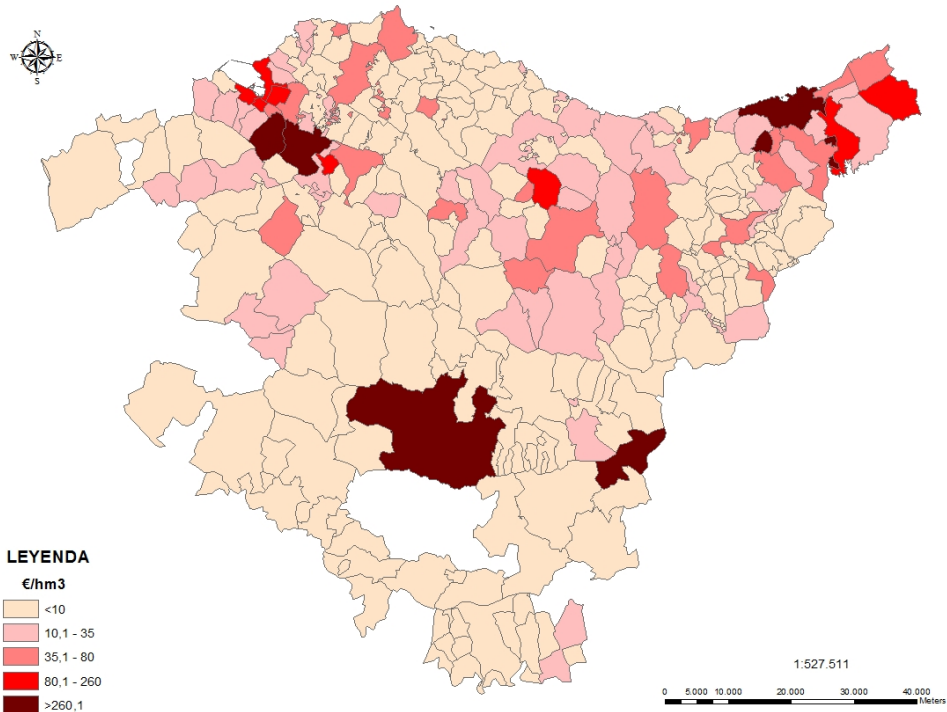 N
W E
S
LEYENDA
€/hm3
<10
10,1 - 35
35,1 - 80
80,1 - 260
>260,1
1:527.511
0 5.000 10.000 20.000 30.000 40.000
Meters